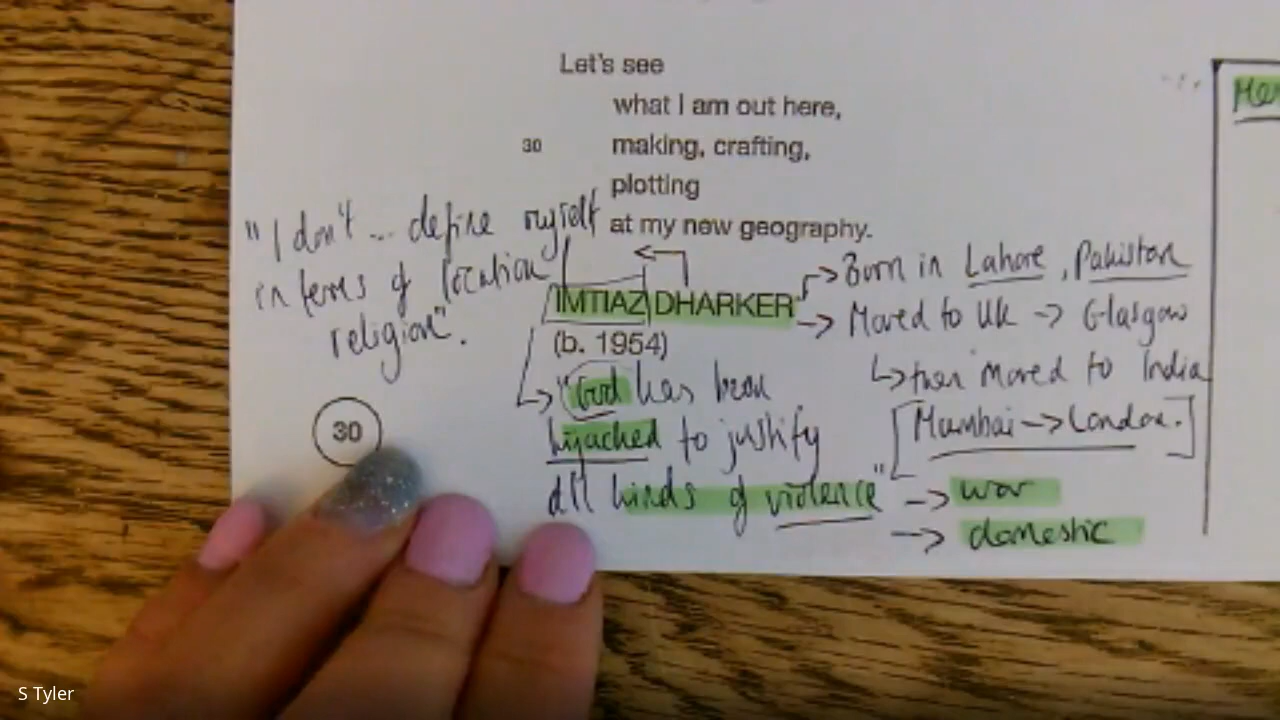 Let's see
what I am out here,
30 making, crafting,
plotting
at my new geography.
"I don't ... define myself
in terms of location
religion".
IMTIAZ DHARKER
(b. 1954)
Born in Lahore, Pakistan
→ Moved to UK → Glasgow
↳ then moved to India
[Mumbai → London.]
→ "God has been
hijacked to justify
all kinds of violence"
→ war
→ domestic
30
S Tyler